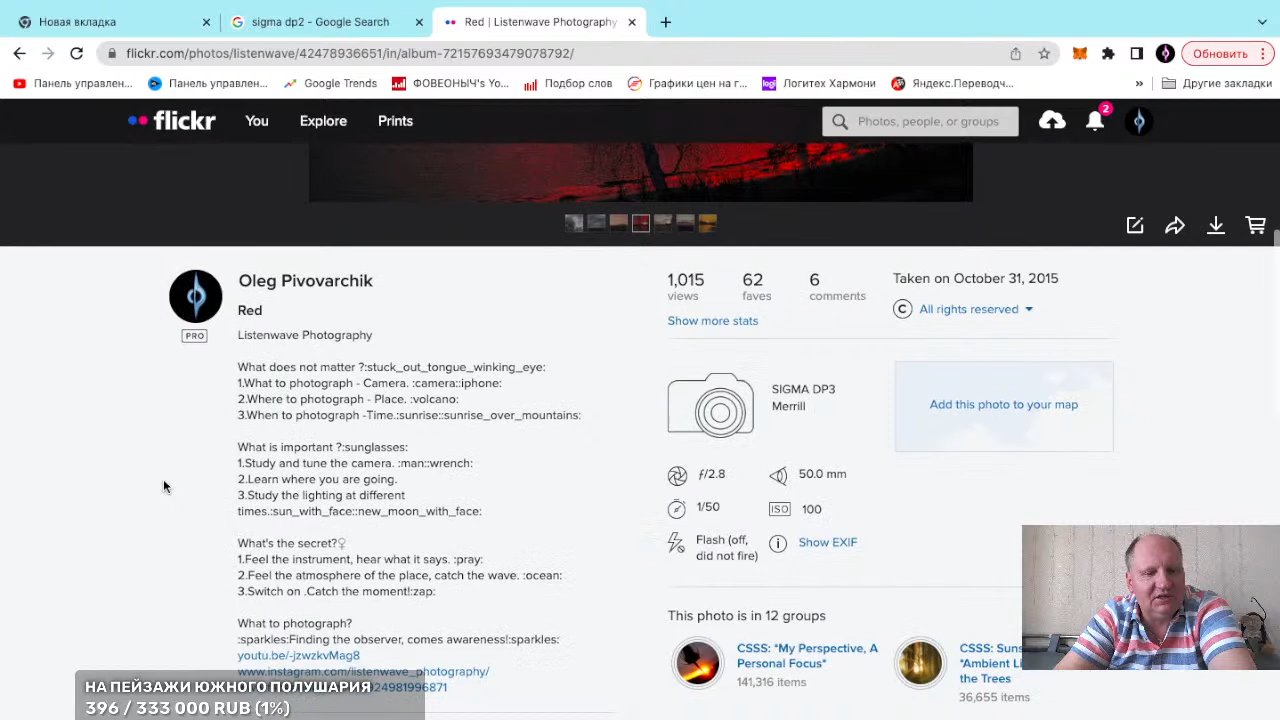 Новая вкладка
sigma dp2 - Google Search
Red | Listenwave Photography
flickr.com/photos/listenwave/42478936651/in/album-72157693479078792/
Обновить
Панель управлен...
Панель управлен...
Google Trends
ФОВЕОНЫЧ's Yo...
Подбор слов
Графики цен на г...
Логитех Хармони
Яндекс.Переводч...
»
Другие закладки
flickr
You
Explore
Prints
Photos, people, or groups
2
Oleg Pivovarchik
Red
PRO
Listenwave Photography
What does not matter ?:stuck_out_tongue_winking_eye:
1.What to photograph - Camera. :camera::iphone:
2.Where to photograph - Place. :volcano:
3.When to photograph -Time.:sunrise::sunrise_over_mountains:
What is important ?:sunglasses:
1.Study and tune the camera. :man::wrench:
2.Learn where you are going.
3.Study the lighting at different
times.:sun_with_face::new_moon_with_face:
What's the secret?♀
1.Feel the instrument, hear what it says. :pray:
2.Feel the atmosphere of the place, catch the wave. :ocean:
3.Switch on .Catch the moment!:zap:
What to photograph?
:sparkles:Finding the observer, comes awareness!:sparkles:
youtu.be/-jzwzkvMag8
www.instagram.com/listenwave_photography/
024981996871
1,015
views
62
faves
6
comments
Show more stats
Taken on October 31, 2015
C All rights reserved
SIGMA DP3
Merrill
Add this photo to your map
ƒ/2.8
50.0 mm
1/50
ISO 100
Flash (off,
did not fire)
Show EXIF
This photo is in 12 groups
CSSS: "My Perspective, A
Personal Focus"
141,316 items
CSSS: Suns
"Ambient Li
the Trees
36,655 items
НА ПЕЙЗАЖИ ЮЖНОГО ПОЛУШАРИЯ
396 / 333 000 RUB (1%)